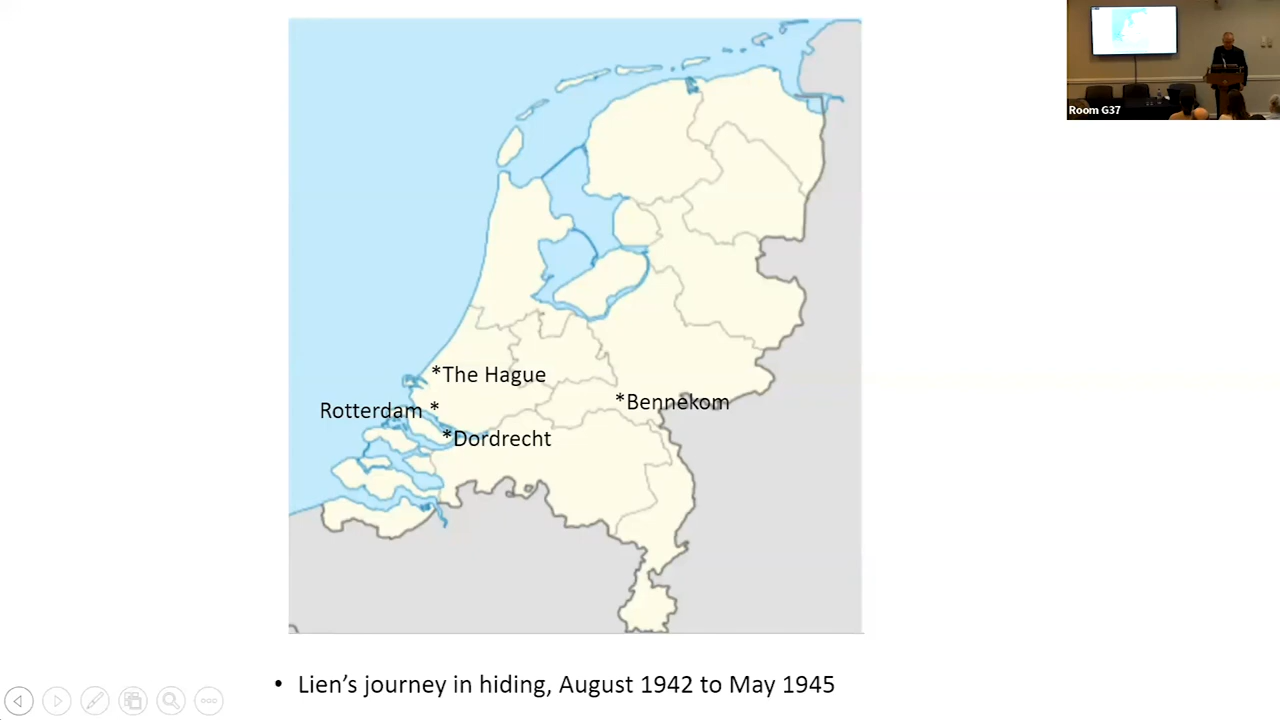 Room G37
*The Hague
Rotterdam *
*Bennekom
*Dordrecht
• Lien's journey in hiding, August 1942 to May 1945